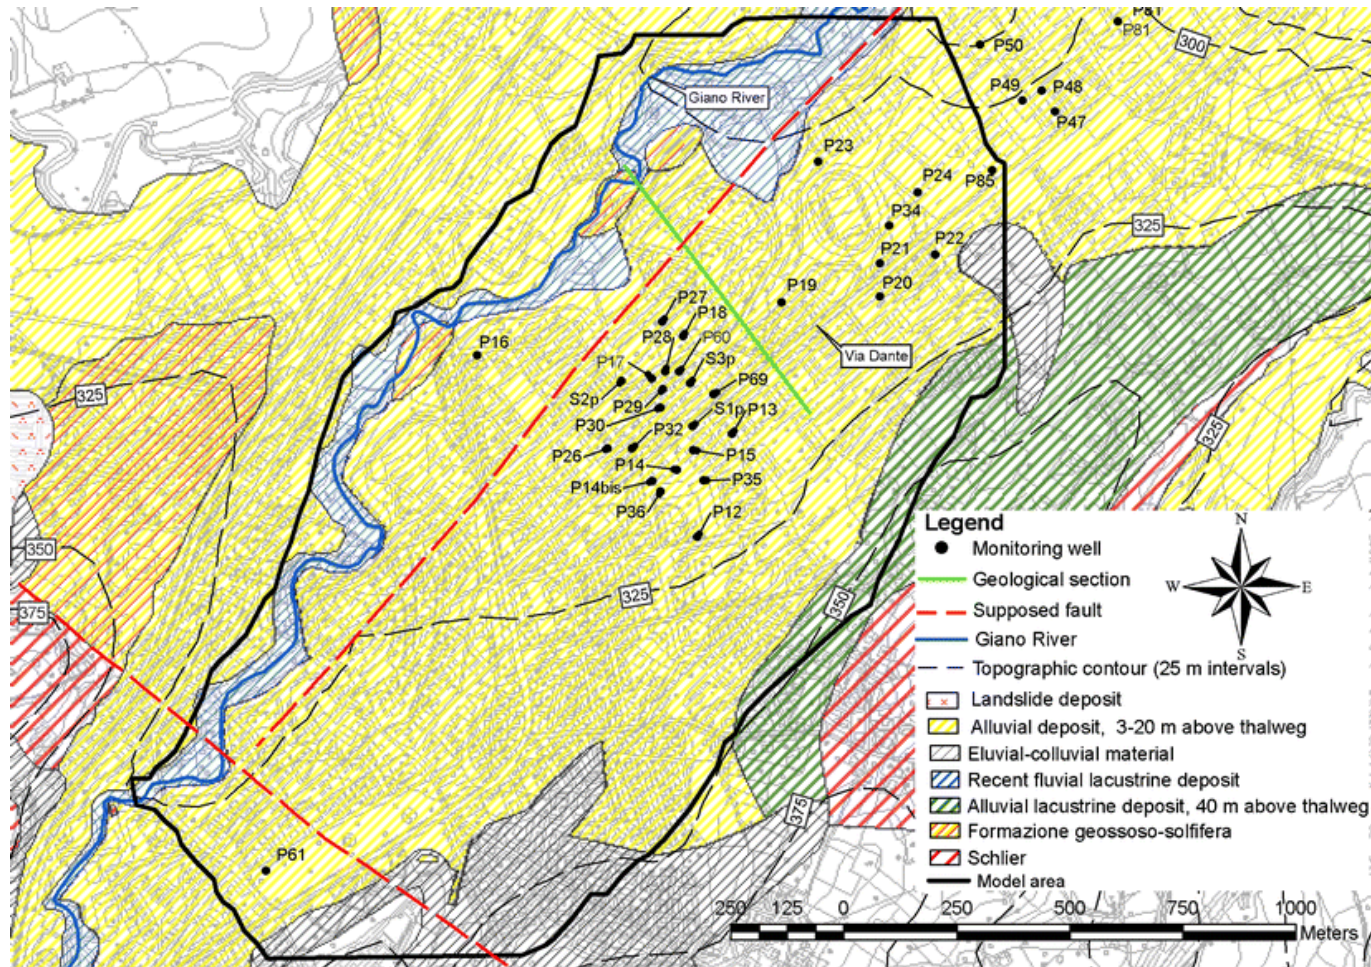 P81
P81
P50
300
Giano River
P49
P48
P47
P23
P24
P85
P34
325
P21
P22
P20
P19
P27
P18
P28
P60
P16
Via Dante
P17
S3p
P69
325
S2p
P29
S1p
P13
P30
P32
325
P26
P15
P14
P14bis
P35
P36
P12
350
325
350
375
375
P61
Legend
Monitoring well
Geological section
Supposed fault
Giano River
Topographic contour (25 m intervals)
Landslide deposit
Alluvial deposit, 3-20 m above thalweg
Eluvial-colluvial material
Recent fluvial lacustrine deposit
Alluvial lacustrine deposit, 40 m above thalweg
Formazione geossoso-solfifera
Schlier
Model area
N
W E
S
250 125 0 250 500 750 1000
Meters